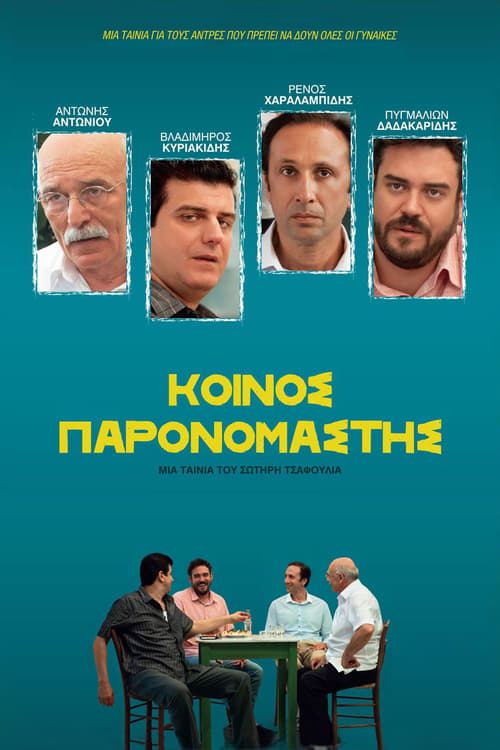 ΜΙΑ ΤΑΙΝΙΑ ΓΙΑ ΤΟΥΣ ΑΝΤΡΕΣ ΠΟΥ ΠΡΕΠΕΙ ΝΑ ΔΟΥΝ ΟΛΕΣ ΟΙ ΓΥΝΑΙΚΕΣ
ΑΝΤΩΝΗΣ
ΑΝΤΩΝΙΟΥ
ΒΛΑΔΙΜΗΡΟΣ
ΚΥΡΙΑΚΙΔΗΣ
ΡΕΝΟΣ
ΧΑΡΑΛΑΜΠΙΔΗΣ
ΠΥΓΜΑΛΙΩΝ
ΔΑΔΑΚΑΡΙΔΗΣ
ΚΟΙΝΟΣ
ΠΑΡΟΝΟΜΑΣΤΗΣ
ΜΙΑ ΤΑΙΝΙΑ ΤΟΥ ΣΩΤΗΡΗ ΤΣΑΦΟΥΛΙΑ